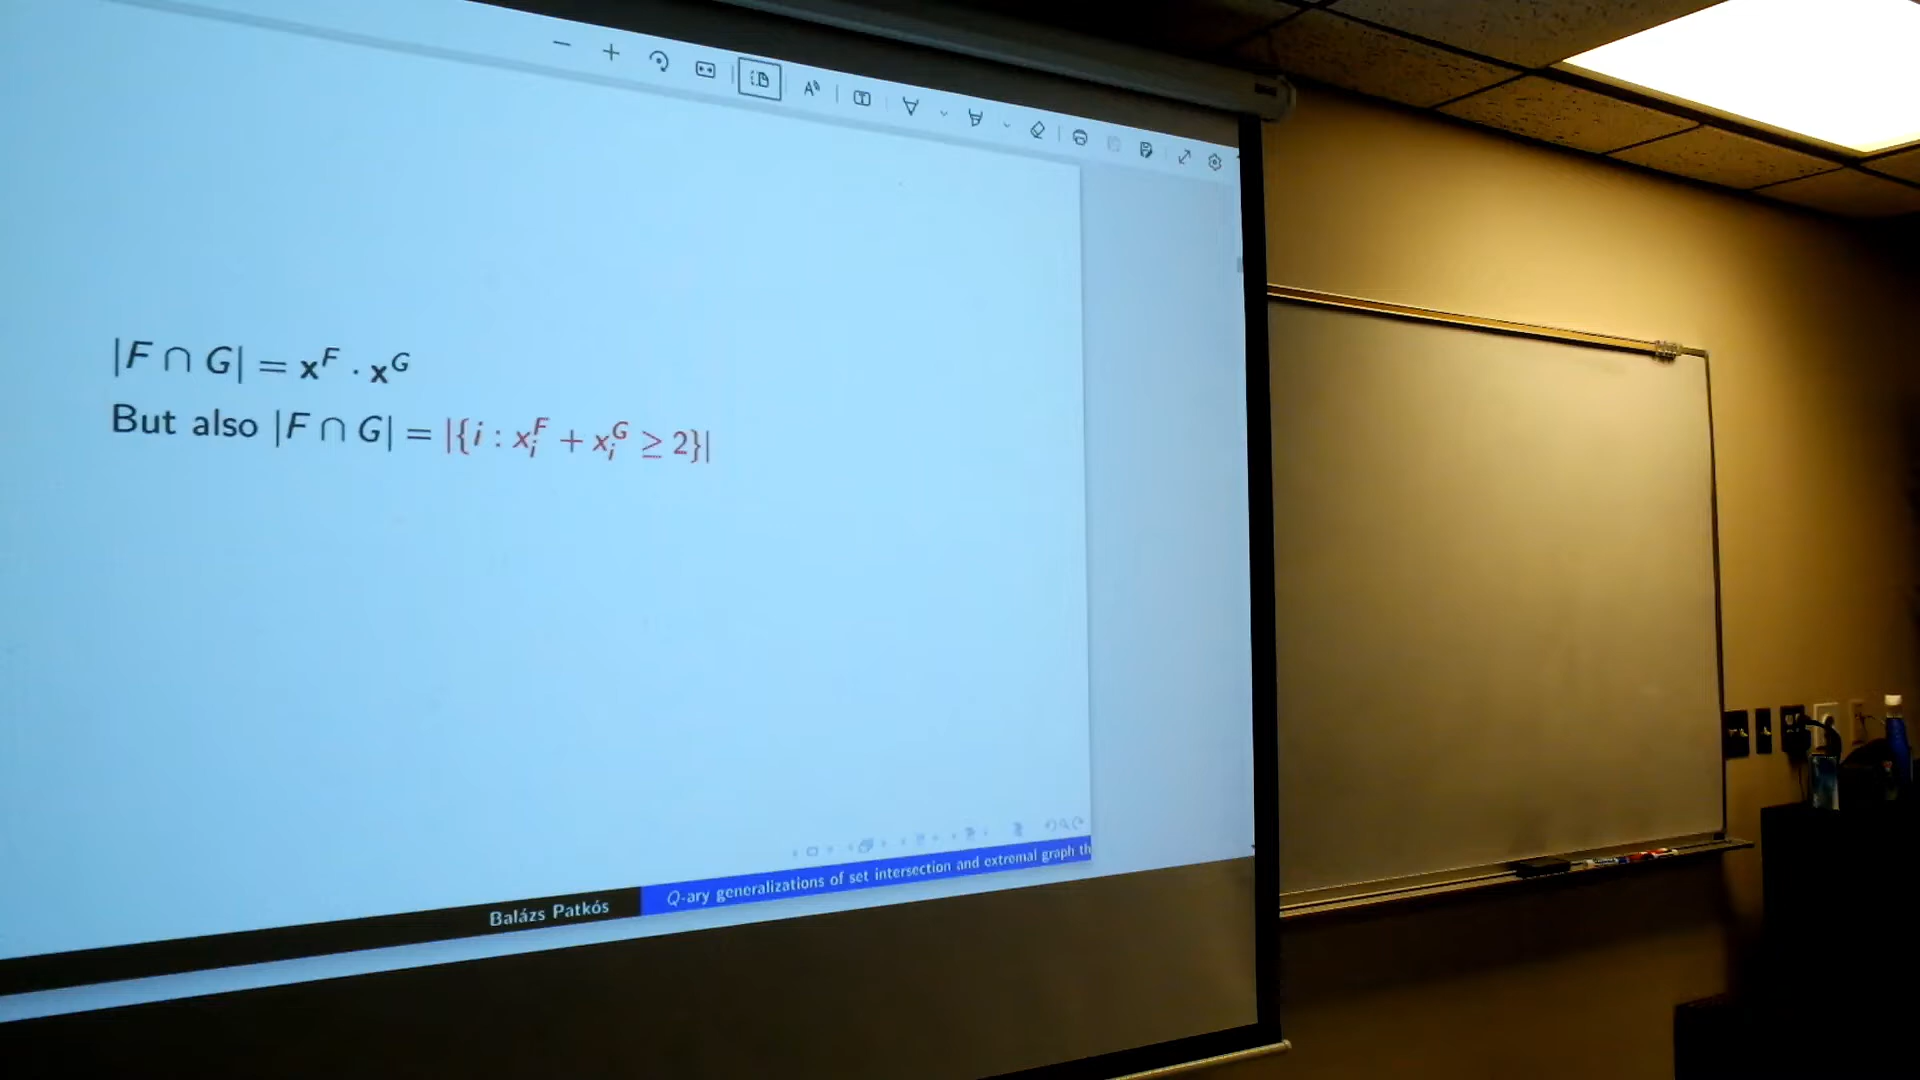 |F ∩ G| = x^F · x^G
But also |F ∩ G| = |{i : x_i^F + x_i^G ≥ 2}|
Balázs Patkós
Q-ary generalizations of set intersection and extremal graph th